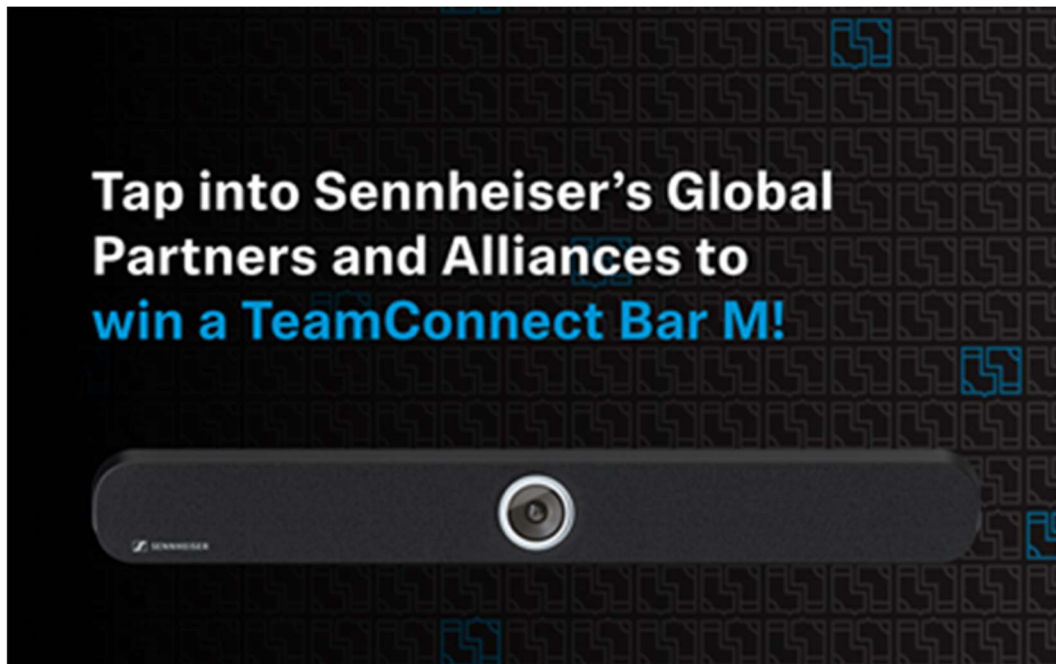 Tap into Sennheiser’s Global
Partners and Alliances to
win a TeamConnect Bar M!
SENNHEISER